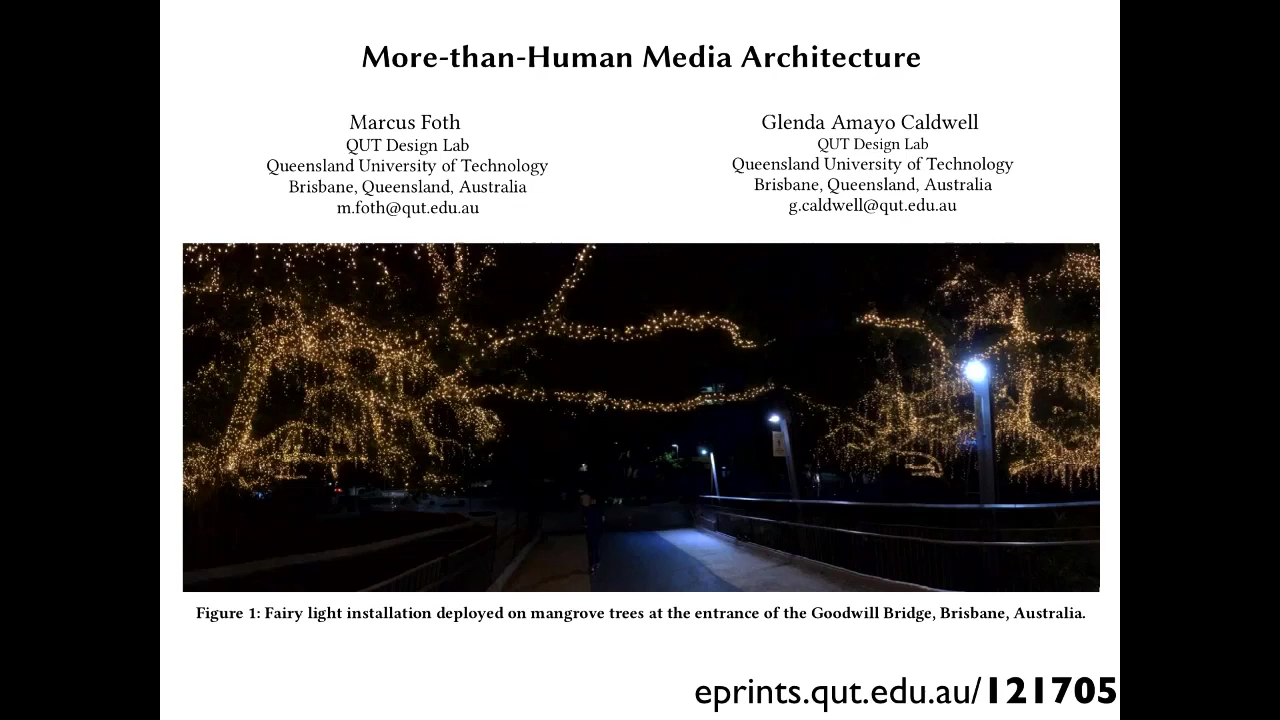 More-than-Human Media Architecture
Marcus Foth
QUT Design Lab
Queensland University of Technology
Brisbane, Queensland, Australia
m.foth@qut.edu.au
Glenda Amayo Caldwell
QUT Design Lab
Queensland University of Technology
Brisbane, Queensland, Australia
g.caldwell@qut.edu.au
Figure 1: Fairy light installation deployed on mangrove trees at the entrance of the Goodwill Bridge, Brisbane, Australia.
eprints.qut.edu.au/121705